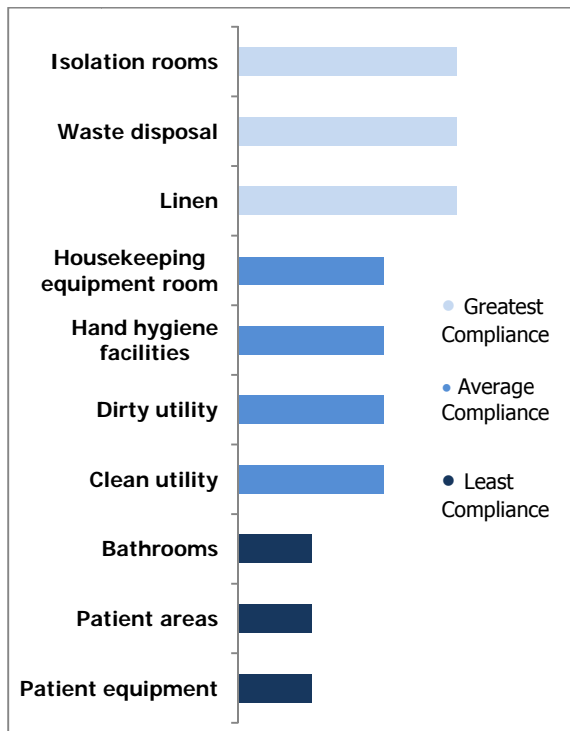 Isolation rooms
Waste disposal
Linen
Housekeeping
equipment room
Hand hygiene
facilities
Dirty utility
Clean utility
Bathrooms
Patient areas
Patient equipment
Greatest
Compliance
Average
Compliance
Least
Compliance